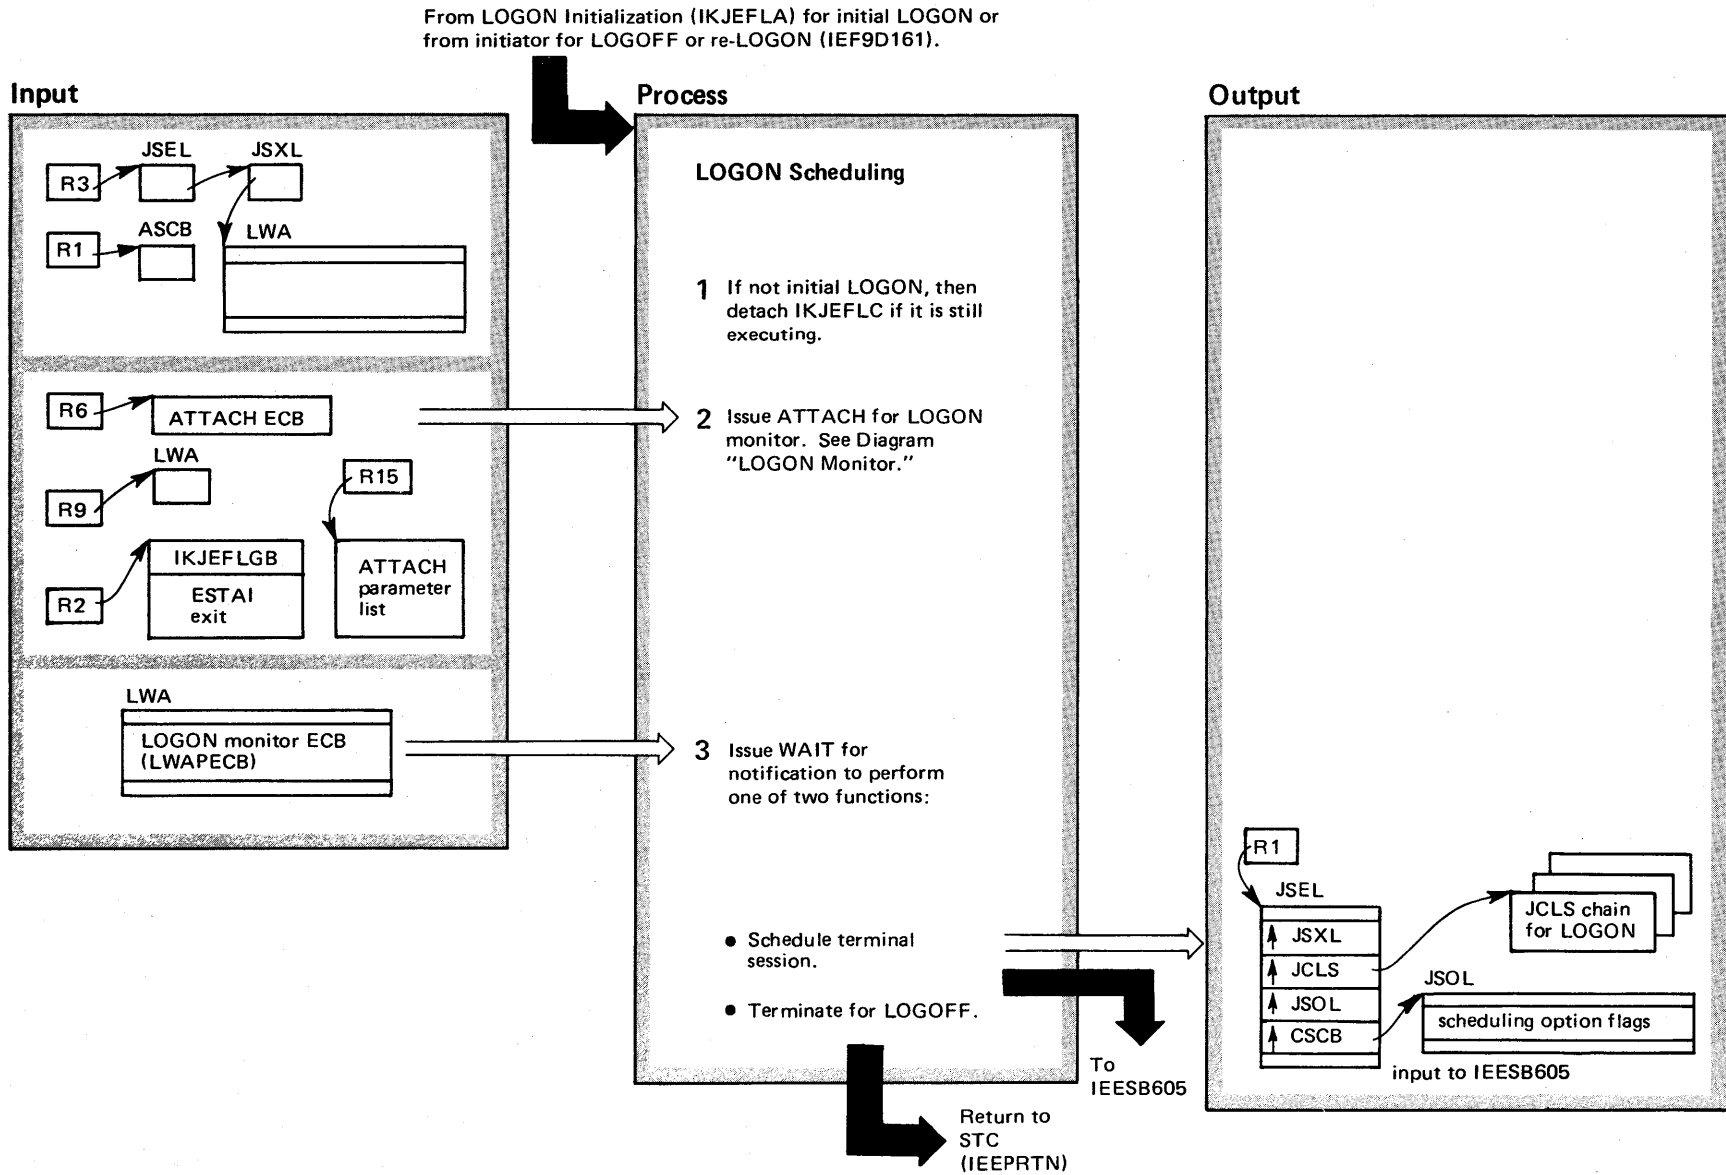 From LOGON Initialization (IKJEFLA) for initial LOGON or
from initiator for LOGOFF or re-LOGON (IEF9D161).
Input
JSEL
JSXL
R3
ASCB
R1
LWA
R6
ATTACH ECB
LWA
R9
R15
IKJEFLGB
ESTAI
exit
R2
ATTACH
parameter
list
LWA
LOGON monitor ECB
(LWAPECB)
Process
LOGON Scheduling
1 If not initial LOGON, then
detach IKJEFLC if it is still
executing.
2 Issue ATTACH for LOGON
monitor. See Diagram
"LOGON Monitor."
3 Issue WAIT for
notification to perform
one of two functions:
● Schedule terminal
session.
● Terminate for LOGOFF.
To
IEESB605
Return to
STC
(IEEPRTN)
Output
R1
JSEL
JSXL
JCLS
JSOL
CSCB
JCLS chain
for LOGON
JSOL
scheduling option flags
input to IEESB605